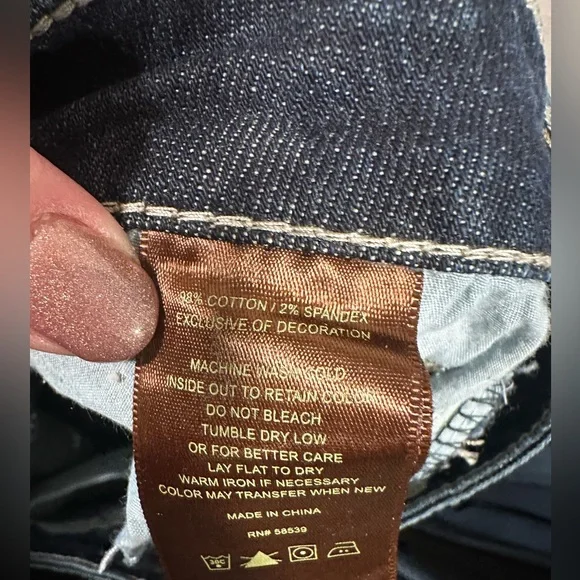 98% COTTON / 2% SPANDEX
EXCLUSIVE OF DECORATION
MACHINE WASH COLD
INSIDE OUT TO RETAIN COLOR
DO NOT BLEACH
TUMBLE DRY LOW
OR FOR BETTER CARE
LAY FLAT TO DRY
WARM IRON IF NECESSARY
COLOR MAY TRANSFER WHEN NEW
MADE IN CHINA
RN# 58539
30C